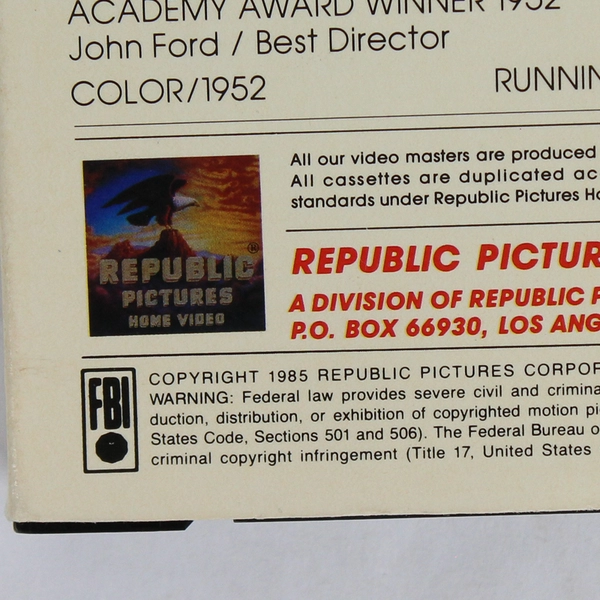 ACADEMY AWARD WINNER 1952
John Ford / Best Director
COLOR/1952 RUNNIN
All our video masters are produced
All cassettes are duplicated ac
standards under Republic Pictures Ho
REPUBLIC®
PICTURES
HOME VIDEO
REPUBLIC PICTUR
A DIVISION OF REPUBLIC P
P.O. BOX 66930, LOS ANG
FBI
COPYRIGHT 1985 REPUBLIC PICTURES CORPOR
WARNING: Federal law provides severe civil and crimina
duction, distribution, or exhibition of copyrighted motion pi
States Code, Sections 501 and 506). The Federal Bureau o
criminal copyright infringement (Title 17, United States